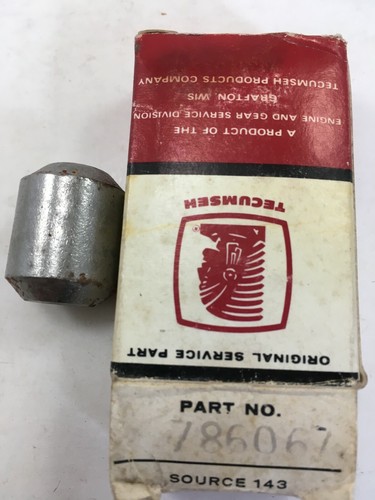 A PRODUCT OF THE
ENGINE AND GEAR SERVICE DIVISION
GRAFTON, WIS
TECUMSEH PRODUCTS COMPANY
TECUMSEH
ORIGINAL SERVICE PART
PART NO.
786067
SOURCE 143